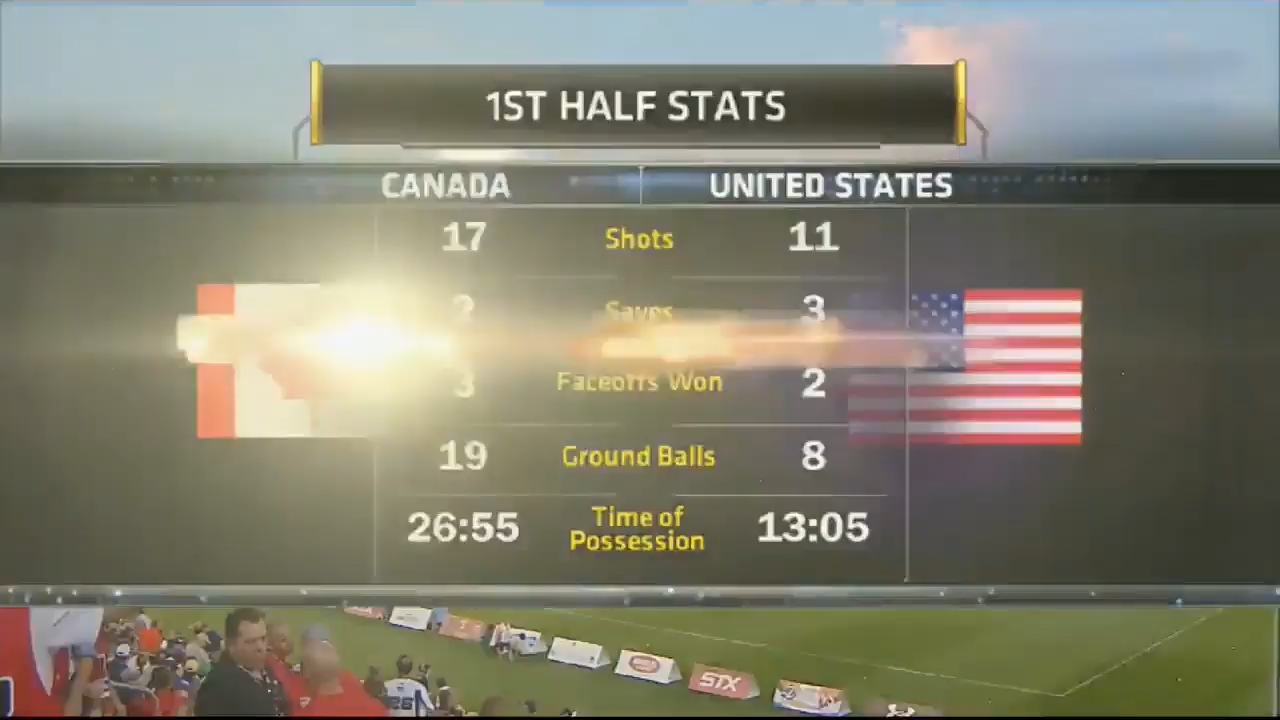 1ST HALF STATS
CANADA UNITED STATES
17 Shots 11
Saves 3
3 Faceoffs Won 2
19 Ground Balls 8
26:55 Time of Possession 13:05
STX
26